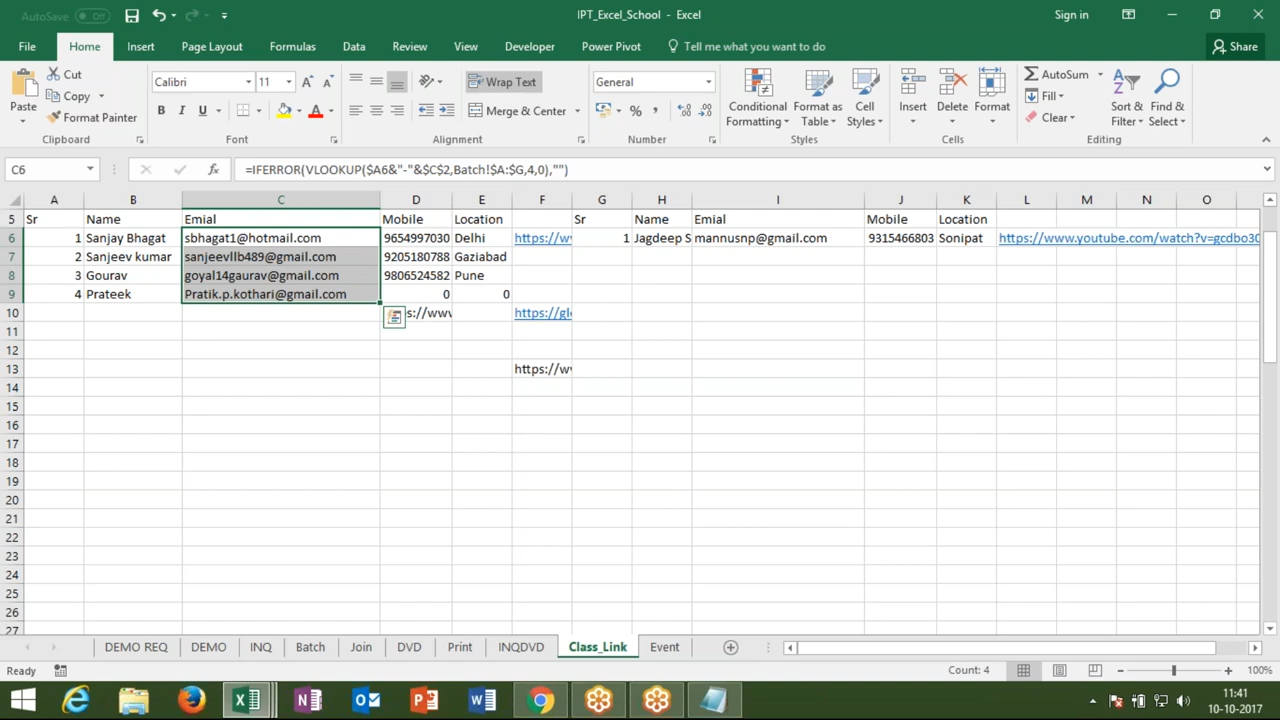 AutoSave Off IPT_Excel_School - Excel Sign in
File Home Insert Page Layout Formulas Data Review View Developer Power Pivot Tell me what you want to do Share
Paste Cut Copy Format Painter
Calibri 11 B I U A
Wrap Text Merge & Center
General % ,
Conditional Formatting Format as Table Cell Styles
Insert Delete Format
AutoSum Fill Clear Sort & Filter Find & Select
Clipboard Font Alignment Number Styles Cells Editing
C6 fx =IFERROR(VLOOKUP($A6&"-"&$C$2,Batch!$A:$G,4,0),"")
A B C D E F G H I J K L M N O
5 Sr Name Emial Mobile Location Sr Name Emial Mobile Location
6 1 Sanjay Bhagat sbhagat1@hotmail.com 9654997030 Delhi https://wv 1 Jagdeep S mannusnp@gmail.com 9315466803 Sonipat https://www.youtube.com/watch?v=gcdbo30
7 2 Sanjeev kumar sanjeevllb489@gmail.com 9205180788 Gaziabad
8 3 Gourav goyal14gaurav@gmail.com 9806524582 Pune
9 4 Prateek Pratik.p.kothari@gmail.com 0 0
10 s://wwv https://gl
11
12
13 https://wv
14
15
16
17
18
19
20
21
22
23
24
25
26
27
DEMO REQ DEMO INQ Batch Join DVD Print INQDVD Class_Link Event
Ready Count: 4 100%
11:41
10-10-2017